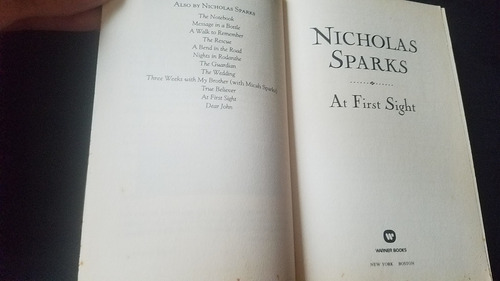 ALSO BY NICHOLAS SPARKS
The Notebook
Message in a Bottle
A Walk to Remember
The Rescue
A Bend in the Road
Nights in Rodanthe
The Guardian
The Wedding
Three Weeks with My Brother (with Micah Sparks)
True Believer
At First Sight
Dear John
NICHOLAS
SPARKS
At First Sight
W
WARNER BOOKS
NEW YORK BOSTON